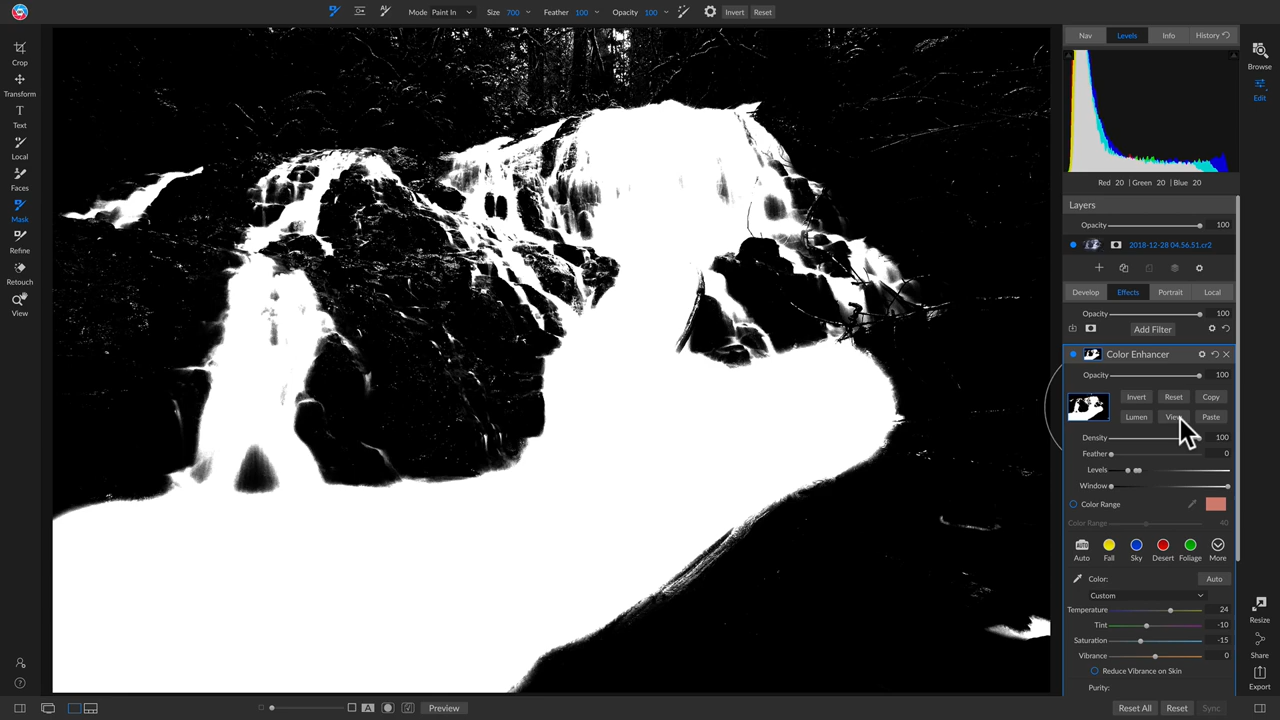 Mode Paint In Size 700 Feather 100 Opacity 100 Invert Reset
Crop
Transform
Text
Local
Faces
Mask
Refine
Retouch
View
Nav Levels Info History
Red 20 | Green 20 | Blue 20
Layers
Opacity 100
2018-12-28 04.56.51.cr2
Develop Effects Portrait Local
Opacity 100
Add Filter
Color Enhancer
Opacity 100
Invert Reset Copy
Lumen View Paste
Density 100
Feather 0
Levels
Window
Color Range
Color Range 40
AUTO
Auto Fall Sky Desert Foliage More
Color: Auto
Custom
Temperature 24
Tint -10
Saturation -15
Vibrance 0
Reduce Vibrance on Skin
Purity:
Browse
Edit
Resize
Share
Export
A Preview
Reset All Reset Sync